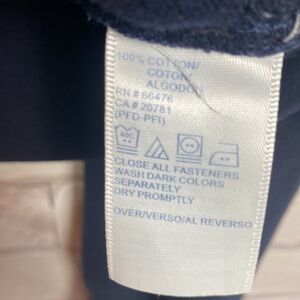 100% COTTON/
COTON/
ALGODON
RN # 66476
CA # 20781
(PFD-PFI)
40C
CLOSE ALL FASTENERS
WASH DARK COLORS
SEPARATELY
DRY PROMPTLY
OVER/VERSO/AL REVERSO